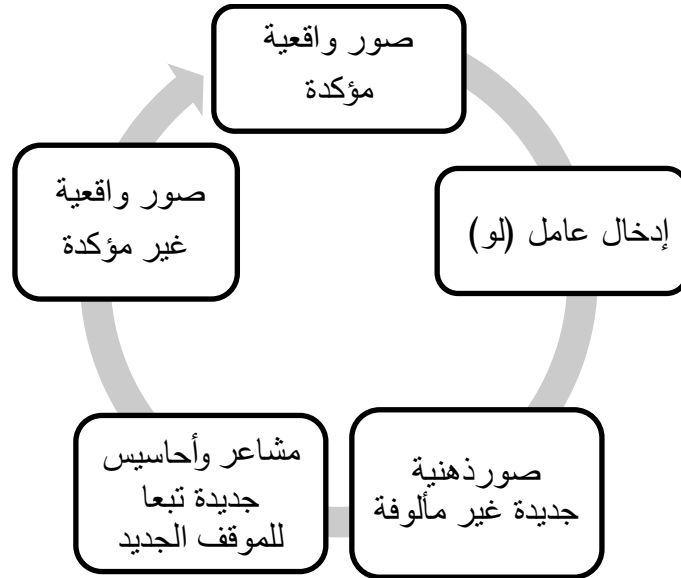 صور واقعية
مؤكدة
إدخال عامل (لو)
صورذهنية
جديدة غير مألوفة
مشاعر وأحاسيس
جديدة تبعا
للموقف الجديد
صور واقعية
غير مؤكدة